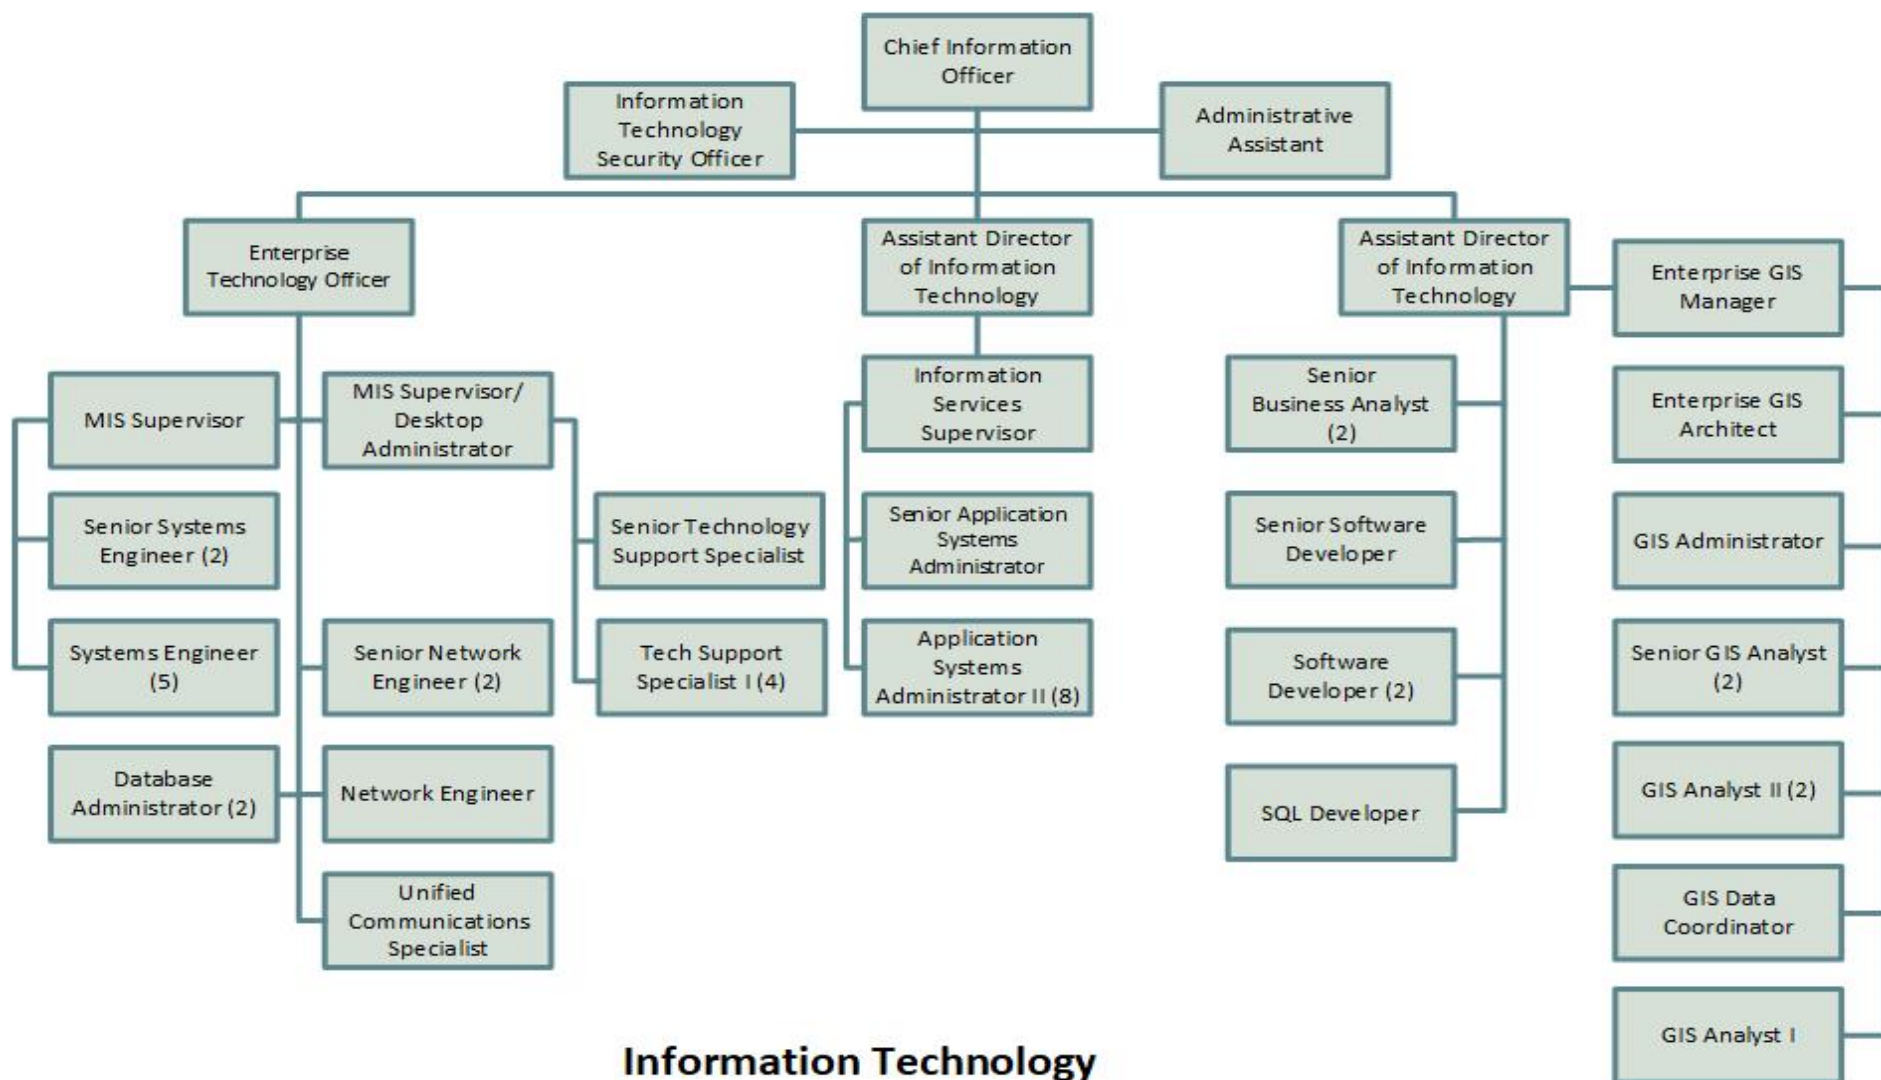 Chief Information
Officer
Information
Technology
Security Officer
Administrative
Assistant
Enterprise
Technology Officer
Assistant Director
of Information
Technology
Assistant Director
of Information
Technology
Enterprise GIS
Manager
MIS Supervisor
MIS Supervisor/
Desktop
Administrator
Information
Services
Supervisor
Senior
Business Analyst
(2)
Enterprise GIS
Architect
Senior Systems
Engineer (2)
Senior Technology
Support Specialist
Senior Application
Systems
Administrator
Senior Software
Developer
GIS Administrator
Systems Engineer
(5)
Senior Network
Engineer (2)
Tech Support
Specialist I (4)
Application
Systems
Administrator II (8)
Software
Developer (2)
Senior GIS Analyst
(2)
Database
Administrator (2)
Network Engineer
SQL Developer
GIS Analyst II (2)
Unified
Communications
Specialist
GIS Data
Coordinator
GIS Analyst I
Information Technology